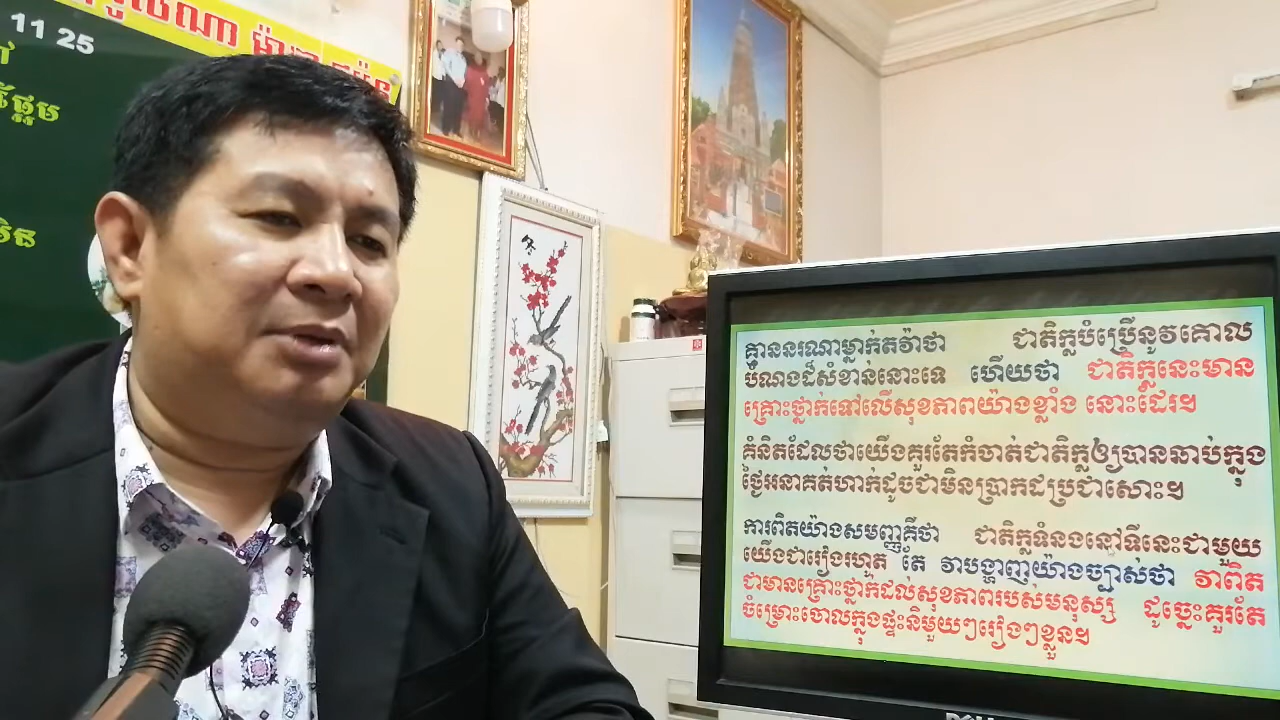 11 25
ផ្អែម
គ្មាននរណាម្នាក់តវ៉ាថា ជាតិក្លបំប្រើនូវគោល
បំណងដ៏សំខាន់នោះទេ ហើយថា ជាតិក្លនេះមាន
គ្រោះថ្នាក់ទៅលើសុខភាពយ៉ាងខ្លាំង នោះដែរ។
គំនិតដែលថាយើងគួរតែកំចាត់ជាតិក្លឲ្យបានឆាប់ក្នុង
ថ្ងៃអនាគត់ហាក់ដូចជាមិនប្រាកដប្រជាសោះ។
ការពិតយ៉ាងសមញ្ញគឺថា ជាតិក្លទំនងនៅទីនេះជាមួយ
យើងជារៀងរហូត តែ វាបង្ហាញយ៉ាងច្បាស់ថា វាពិត
ជាមានគ្រោះថ្នាក់ដល់សុខភាពរបស់មនុស្ស ដូច្នេះគួរតែ
ចំម្រោះចោលក្នុងផ្ទះនិមួយៗរៀងៗខ្លួន។
冬